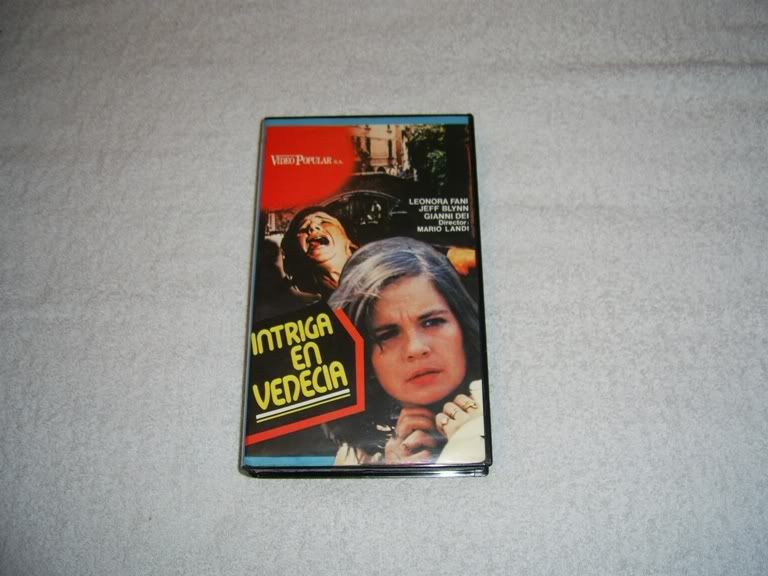 VIDEO POPULAR S.A.
LEONORA FANI
JEFF BLYNN
GIANNI DEI
Director:
MARIO LANDI
INTRIGA
EN
VENECIA